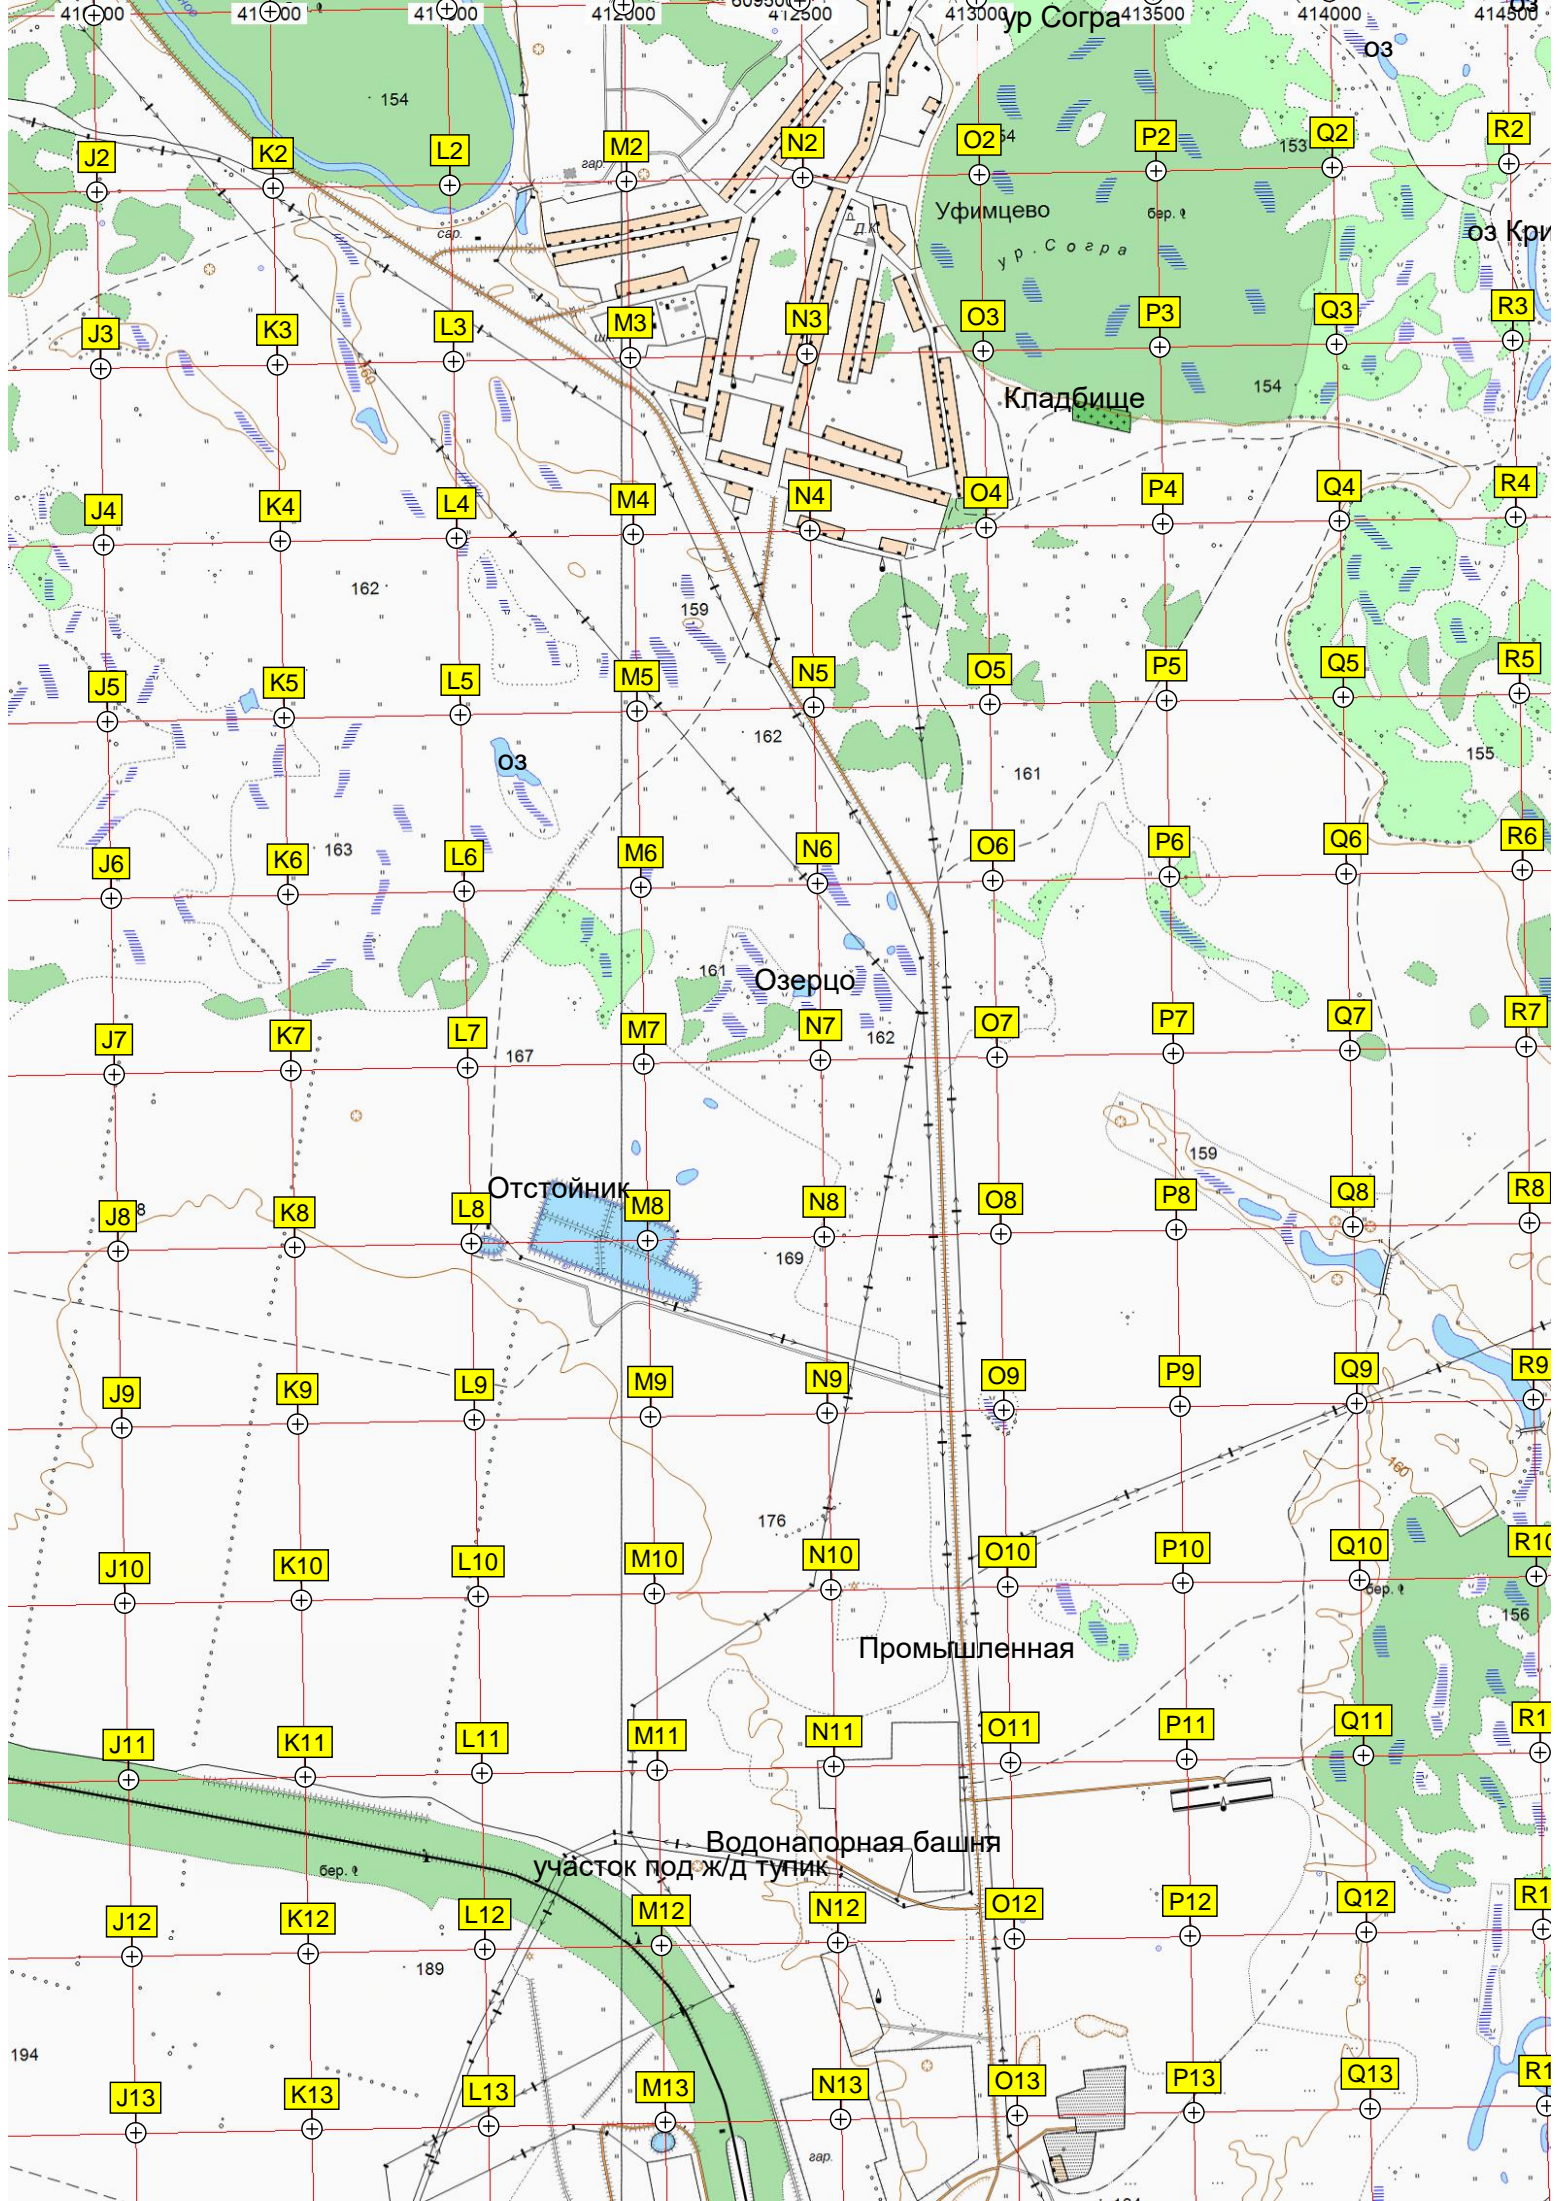 412000
412500
413000
413500
414000
414500
ур Согра
оз
154
гар.
J2
K2
L2
M2
N2
O2
P2
153
Q2
R2
Уфимцево
бер.
сар.
Д.К.
ур. Согра
оз Кри
J3
K3
L3
M3
N3
O3
P3
Q3
R3
шк.
160
154
Кладбище
J4
K4
L4
M4
N4
O4
P4
Q4
R4
162
159
J5
K5
L5
M5
N5
O5
P5
Q5
R5
162
оз
161
155
J6
163
K6
L6
M6
N6
O6
P6
Q6
R6
161
Озерцо
J7
K7
L7
167
M7
N7
162
O7
P7
Q7
R7
159
Отстойник
J8
K8
L8
M8
N8
O8
P8
Q8
R8
169
J9
K9
L9
M9
N9
O9
P9
Q9
R9
160
176
J10
K10
L10
M10
N10
O10
P10
Q10
R10
бер.
156
Промышленная
J11
K11
L11
M11
N11
O11
P11
Q11
R1
Водонапорная башня
участок под ж/д тупик
бер.
J12
K12
L12
M12
N12
O12
P12
Q12
R1
189
194
J13
K13
L13
M13
N13
O13
P13
Q13
R1
гар.